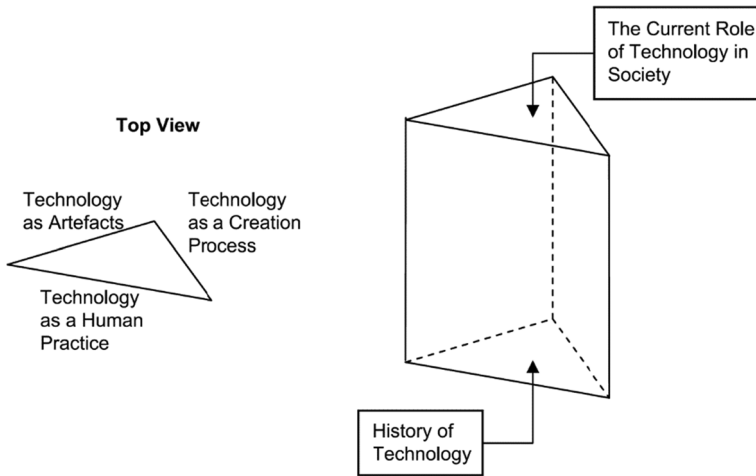 The Current Role
of Technology in
Society
Top View
Technology
as Artefacts
Technology
as a Creation
Process
Technology
as a Human
Practice
History of
Technology